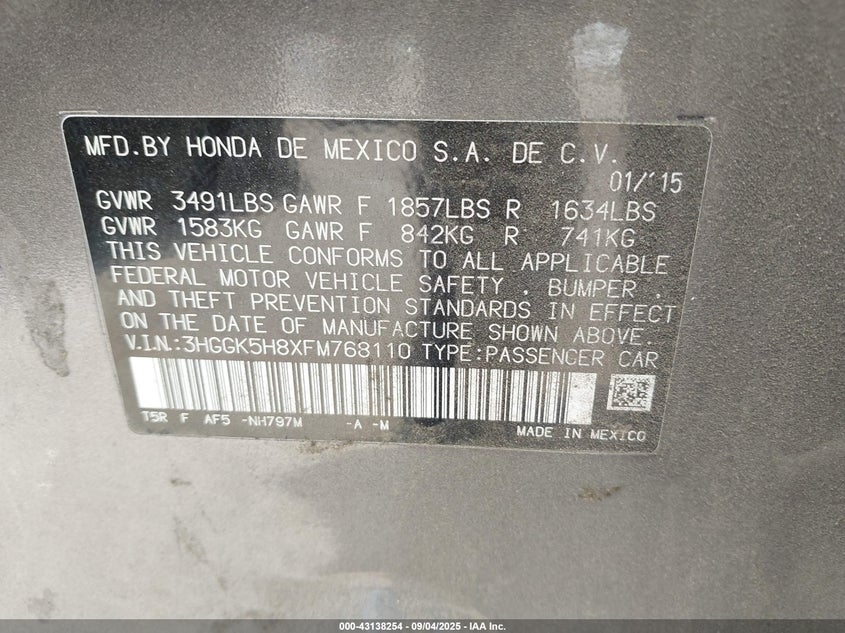 MFD.BY HONDA DE MEXICO S.A. DE C.V.
01/'15
GVWR 3491LBS GAWR F 1857LBS R 1634LBS
GVWR 1583KG GAWR F 842KG R 741KG
THIS VEHICLE CONFORMS TO ALL APPLICABLE
FEDERAL MOTOR VEHICLE SAFETY . BUMPER .
AND THEFT PREVENTION STANDARDS IN EFFECT
ON THE DATE OF MANUFACTURE SHOWN ABOVE.
V.I.N.:3HGGK5H8XFM768110 TYPE:PASSENGER CAR
T5R F AF5 -NH797M -A -M
MADE IN MEXICO
000-43138254 - 09/04/2025 - IAA Inc.